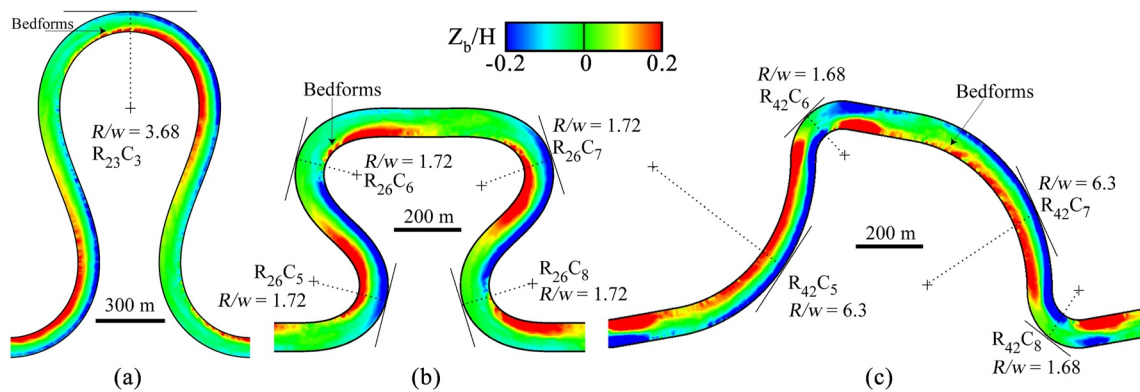 Bedforms
R/w = 3.68
R₂₃C₃
300 m
(a)
Z_b/H
-0.2 0 0.2
Bedforms
R/w = 1.72
R₂₆C₇
R/w = 1.72
R₂₆C₆
200 m
R₂₆C₅
R/w = 1.72
R₂₆C₈
R/w = 1.72
(b)
R/w = 1.68
R₄₂C₆
Bedforms
R/w = 6.3
R₄₂C₇
200 m
R₄₂C₅
R/w = 6.3
R₄₂C₈
R/w = 1.68
(c)